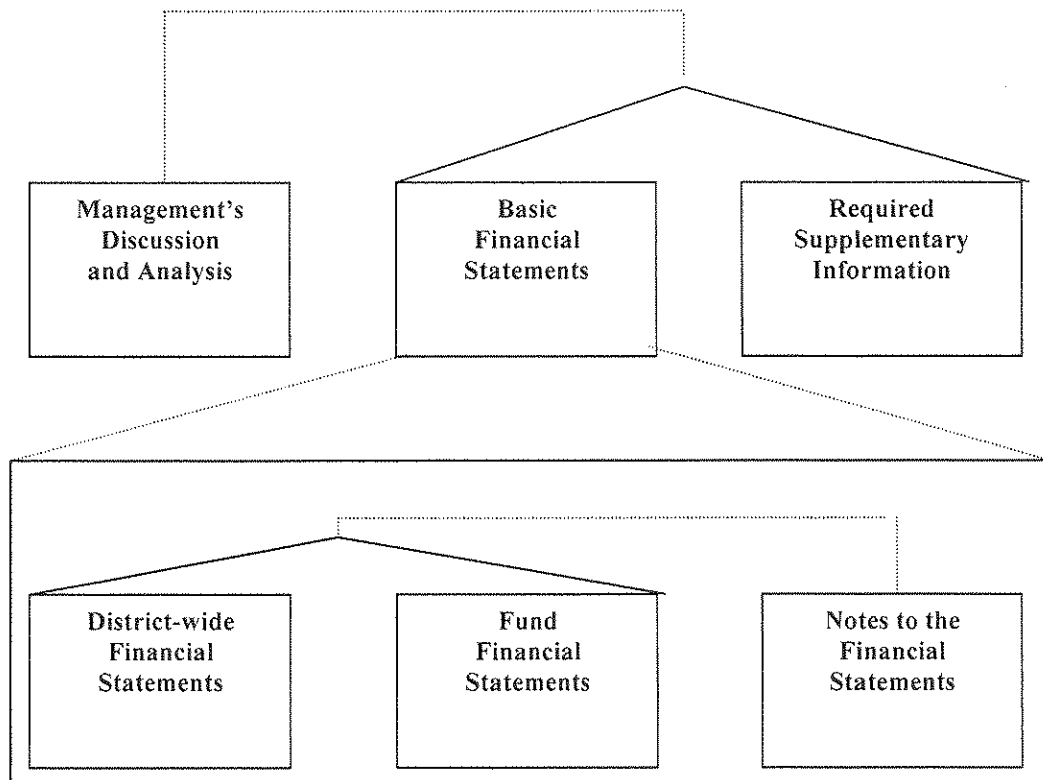 Management's
Discussion
and Analysis
Basic
Financial
Statements
Required
Supplementary
Information
District-wide
Financial
Statements
Fund
Financial
Statements
Notes to the
Financial
Statements